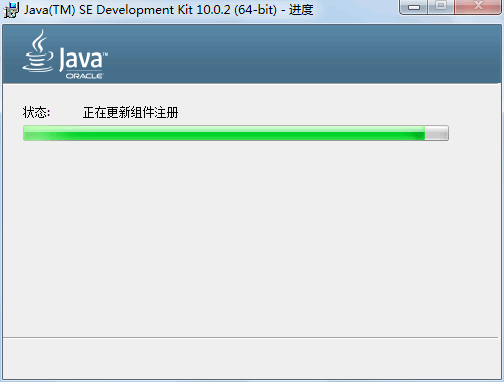 Java(TM) SE Development Kit 10.0.2 (64-bit) - 进度
Java™
ORACLE
状态: 正在更新组件注册